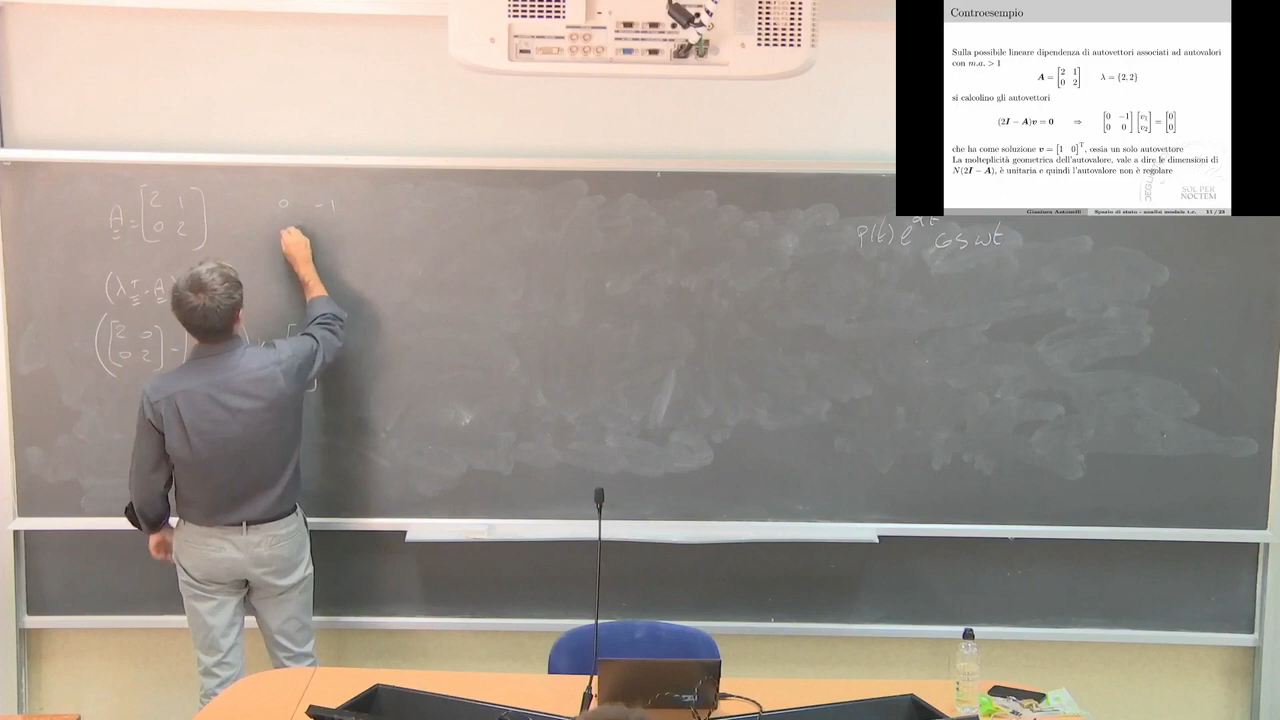 Controesempio
Sulla possibile lineare dipendenza di autovettori associati ad autovalori
con m.a. > 1
A = [2 1; 0 2] λ = {2, 2}
si calcolino gli autovettori
(2I − A)v = 0 ⇒ [0 −1; 0 0] [v₁; v₂] = [0; 0]
che ha come soluzione v = [1 0]ᵀ, ossia un solo autovettore
La molteplicità geometrica dell'autovalore, vale a dire le dimensioni di
N(2I − A), è unitaria e quindi l'autovalore non è regolare
SOL PER
NOCTEM
Gianluca Antonelli Spazio di stato - analisi modale t.c. 11 / 28
A = [2 1; 0 2]
0 -1
(λI - A
([2 0; 0 2] -
P(t) e cos ωt